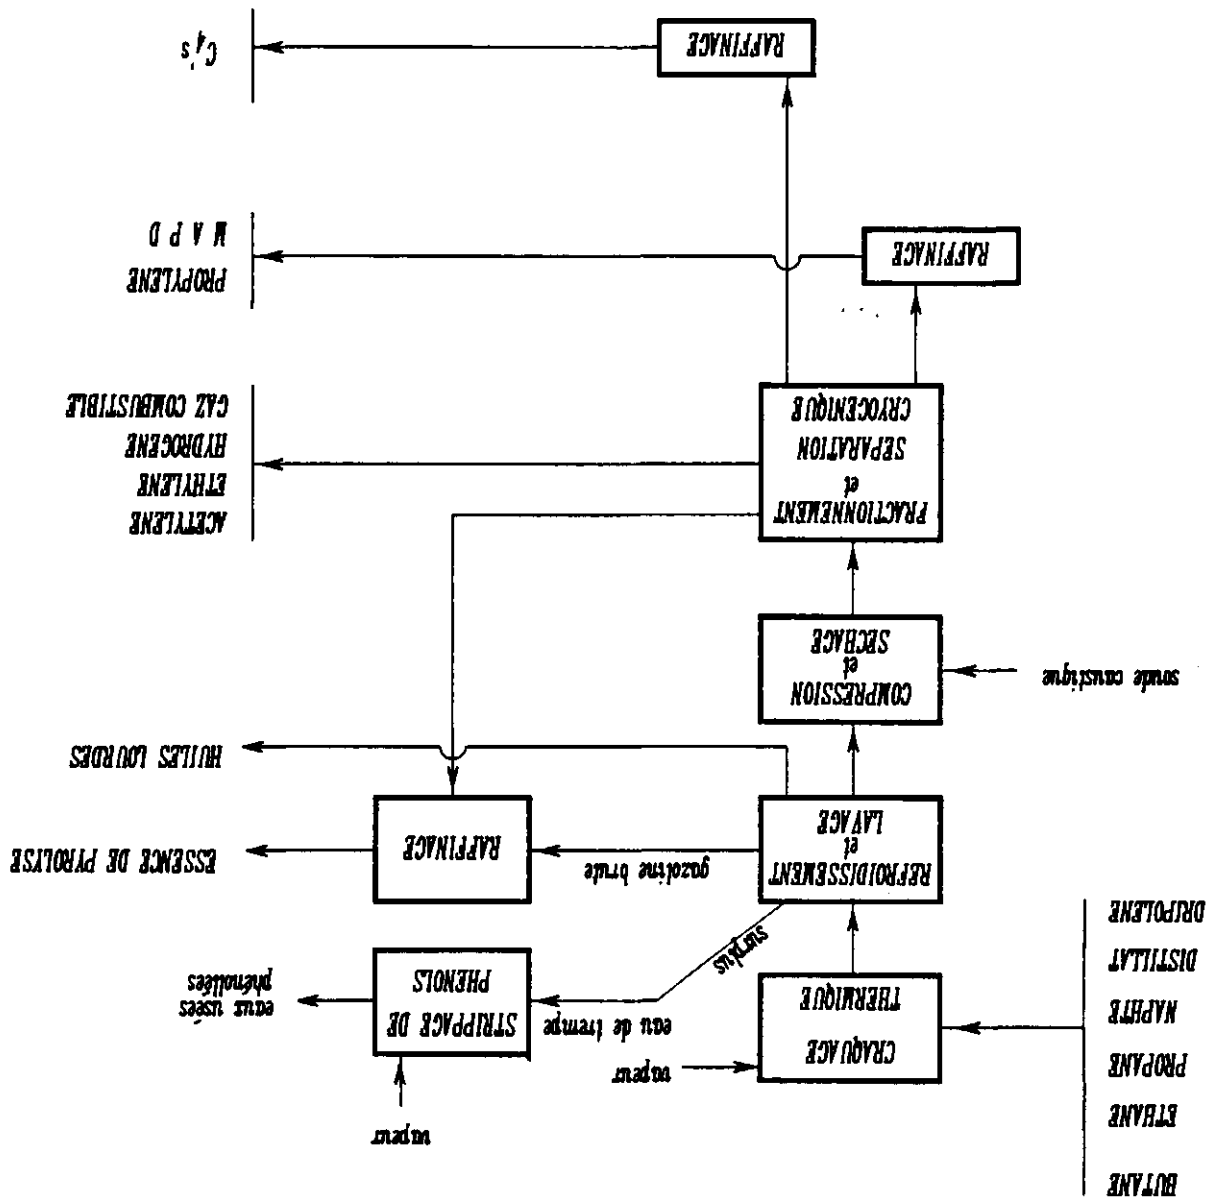 BUTANE
ETHANE
PROPANE
NAPHTE
DISTILLAT
DRIPOLENE
vapeur
CRAQUAGE
THERMIQUE
vapeur
STRIPPAGE DE
PHENOLS
eau de trempe
surplus
eaux usées
phénollées
REFROIDISSEMENT
et
LAVAGE
gazoline brute
RAFFINAGE
ESSENCE DE PYROLYSE
HUILES LOURDES
soude caustique
COMPRESSION
et
SECHAGE
PRACTIONNEMENT
et
SEPARATION
CRYOGENIQUE
ACETYLENE
ETHYLENE
HYDROGENE
GAZ COMBUSTIBLE
RAFFINAGE
PROPYLENE
M A P D
RAFFINAGE
C₄'s